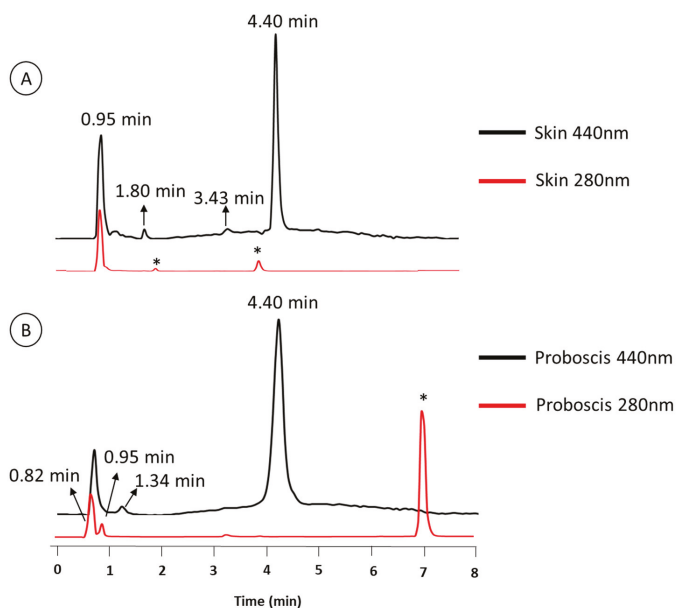 4.40 min
A
0.95 min
1.80 min
3.43 min
*
*
Skin 440nm
Skin 280nm
B
4.40 min
*
0.82 min
0.95 min
1.34 min
Proboscis 440nm
Proboscis 280nm
0 1 2 3 4 5 6 7 8
Time (min)